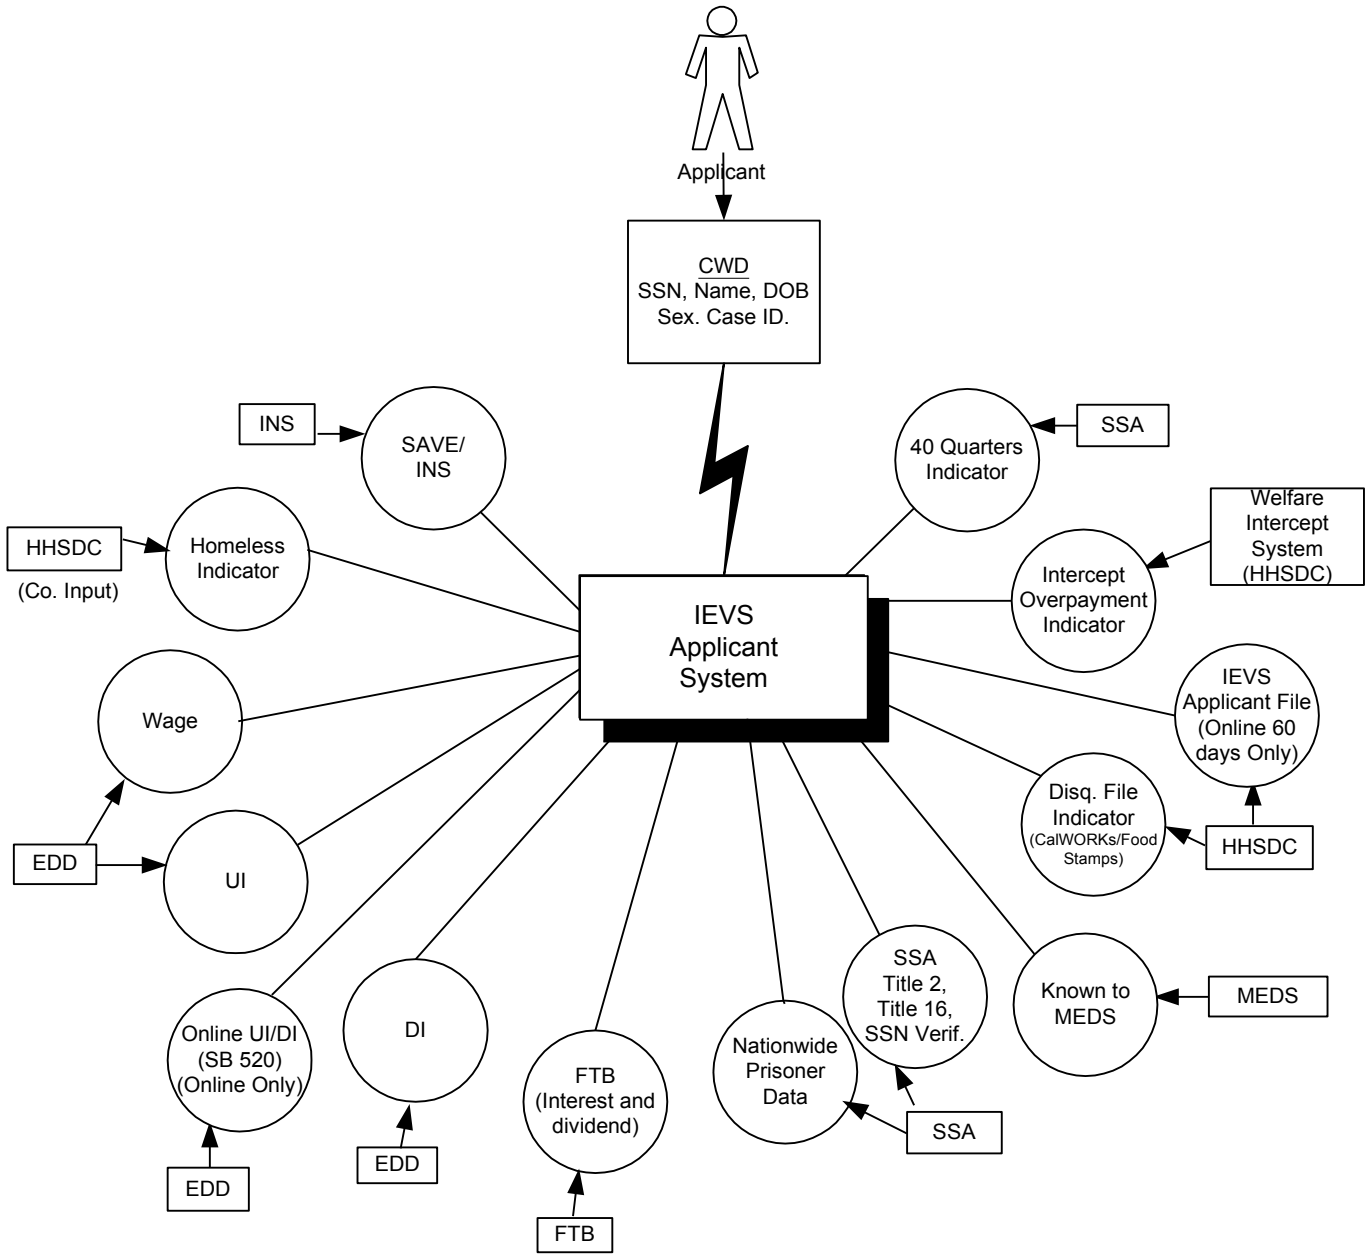 Applicant
CWD
SSN, Name, DOB
Sex. Case ID.
INS
SAVE/
INS
40 Quarters
Indicator
SSA
HHSDC
(Co. Input)
Homeless
Indicator
Welfare
Intercept
System
(HHSDC)
Intercept
Overpayment
Indicator
IEVS
Applicant
System
Wage
IEVS
Applicant File
(Online 60
days Only)
EDD
UI
Disq. File
Indicator
(CalWORKs/Food
Stamps)
HHSDC
Online UI/DI
(SB 520)
(Online Only)
EDD
DI
EDD
FTB
(Interest and
dividend)
FTB
Nationwide
Prisoner
Data
SSA
Title 2,
Title 16,
SSN Verif.
SSA
Known to
MEDS
MEDS